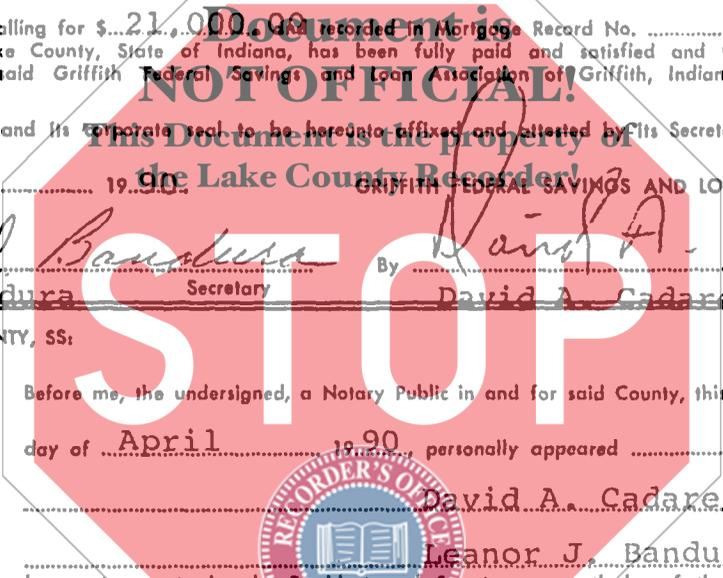 alling for $ 21,000.00 and recorded in Mortgage Record No.
Document is
e County, State of Indiana, has been fully paid and satisfied and
aid Griffith Federal Savings and Loan Association of Griffith, Indian
NOT OFFICIAL!
and its corporate seal to be hereunto affixed and attested by its Secret
This Document is the property of
19 90. GRIFFITH FEDERAL SAVINGS AND LO
the Lake County Recorder!
Bandura By David A.
Secretary
dura David A. Cadare
STOP
NTY, SS:
Before me, the undersigned, a Notary Public in and for said County, this
day of April 19 90, personally appeared
RECORDER'S OFFICE
David A. Cadare
Leanor J. Bandu